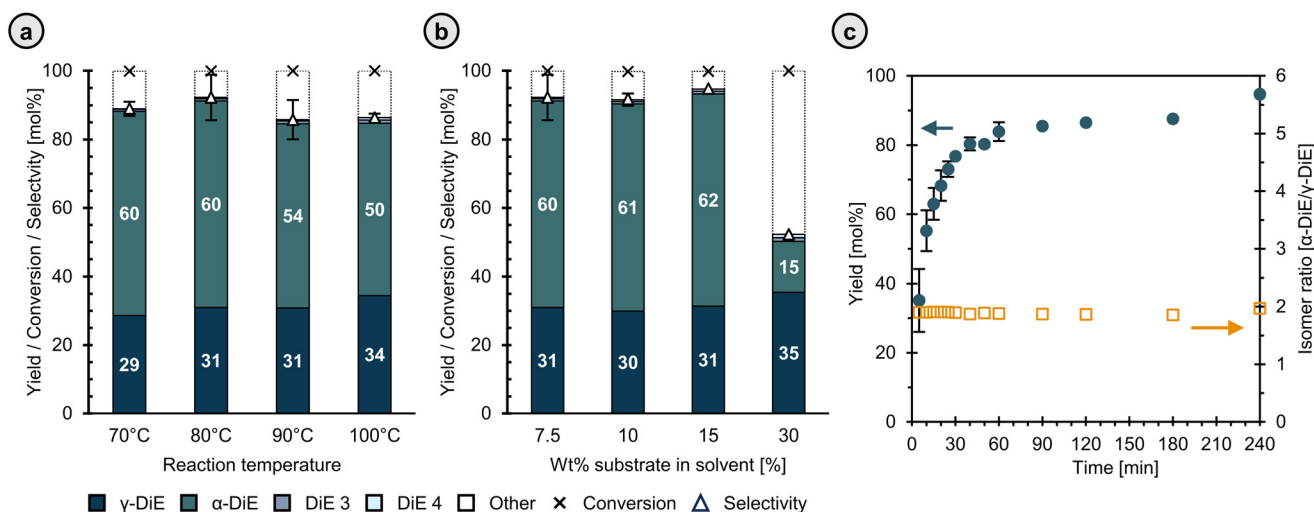 a
b
c
Yield / Conversion / Selectivity [mol%]
100
80
60
40
20
0
60
60
54
50
29
31
31
34
70°C
80°C
90°C
100°C
Reaction temperature
Yield / Conversion / Selectivity [mol%]
100
80
60
40
20
0
60
61
62
15
31
30
31
35
7.5
10
15
30
Wt% substrate in solvent [%]
Yield [mol%]
100
80
60
40
20
0
6
5
4
3
2
1
0
Isomer ratio [α-DiE/γ-DiE]
0
30
60
90
120
150
180
210
240
Time [min]
γ-DiE
α-DiE
DiE 3
DiE 4
Other
Conversion
Selectivity